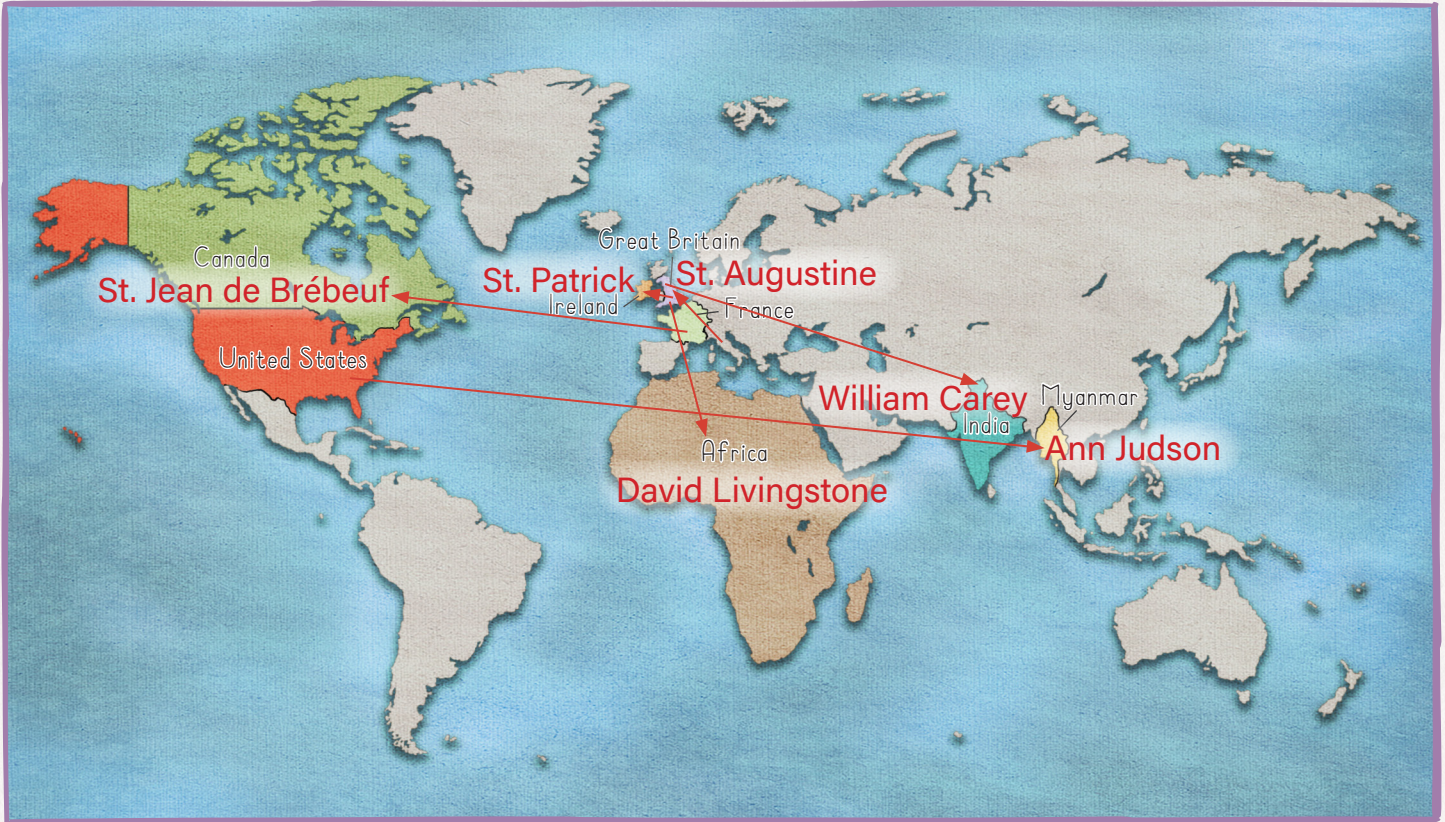 Great Britain
Canada
St. Patrick
St. Augustine
St. Jean de Brébeuf
Ireland
France
United States
William Carey
Myanmar
India
Africa
Ann Judson
David Livingstone